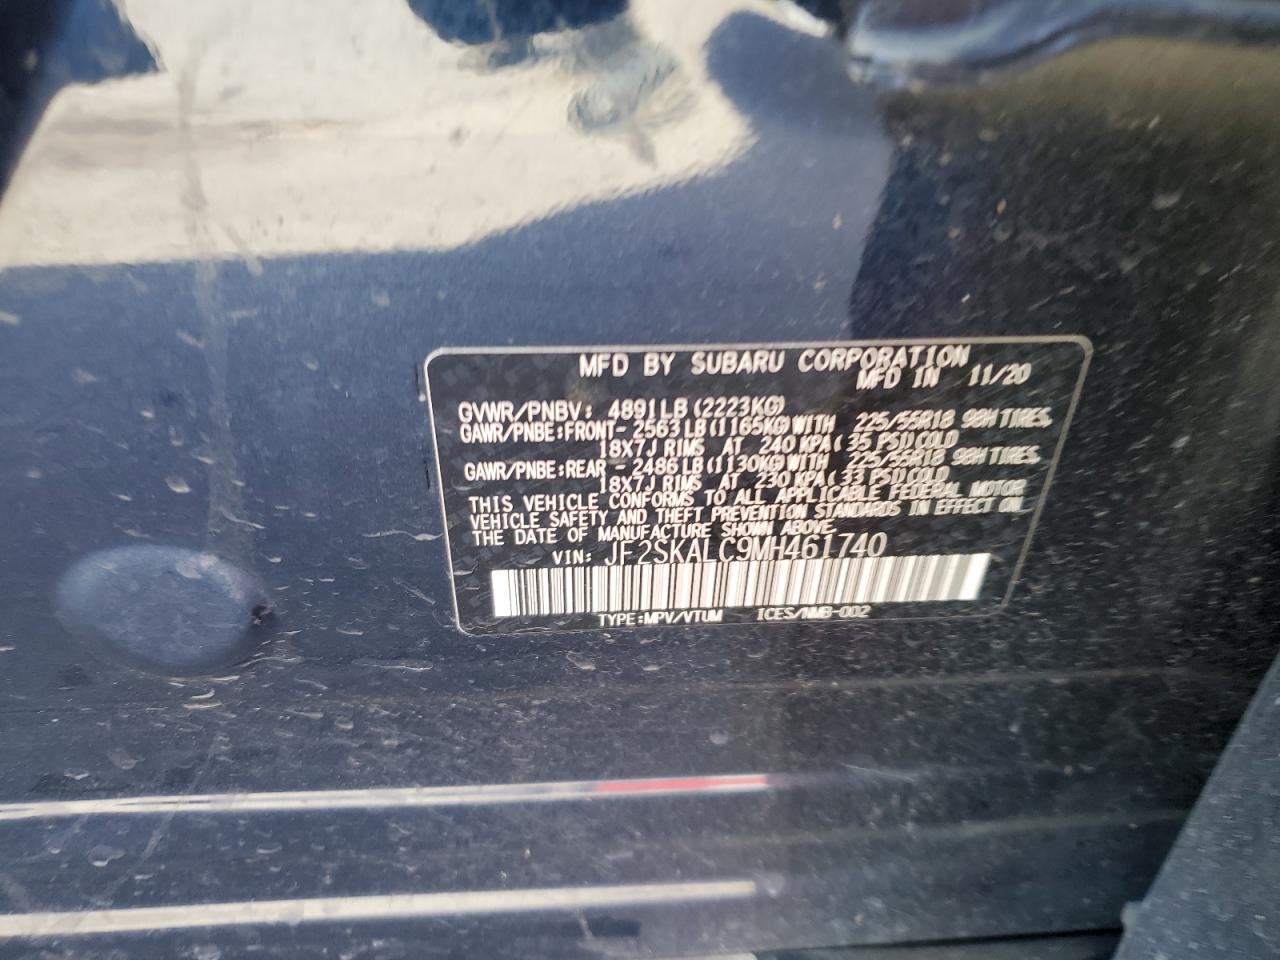 MFD BY SUBARU CORPORATION
MFD IN 11/20
GVWR/PNBV: 4891LB(2223KG)
GAWR/PNBE:FRONT- 2563LB(1165KG)WITH 225/55R18 98H TIRES,
18X7J RIMS AT 240 KPA( 35 PSI)COLD
GAWR/PNBE:REAR - 2486LB(1130KG)WITH 225/55R18 98H TIRES,
18X7J RIMS AT 230 KPA( 33 PSI)COLD
THIS VEHICLE CONFORMS TO ALL APPLICABLE FEDERAL MOTOR
VEHICLE SAFETY AND THEFT PREVENTION STANDARDS IN EFFECT ON
THE DATE OF MANUFACTURE SHOWN ABOVE.
VIN: JF2SKALC9MH461740
TYPE:MPV/VTUM ICES/NMB-002